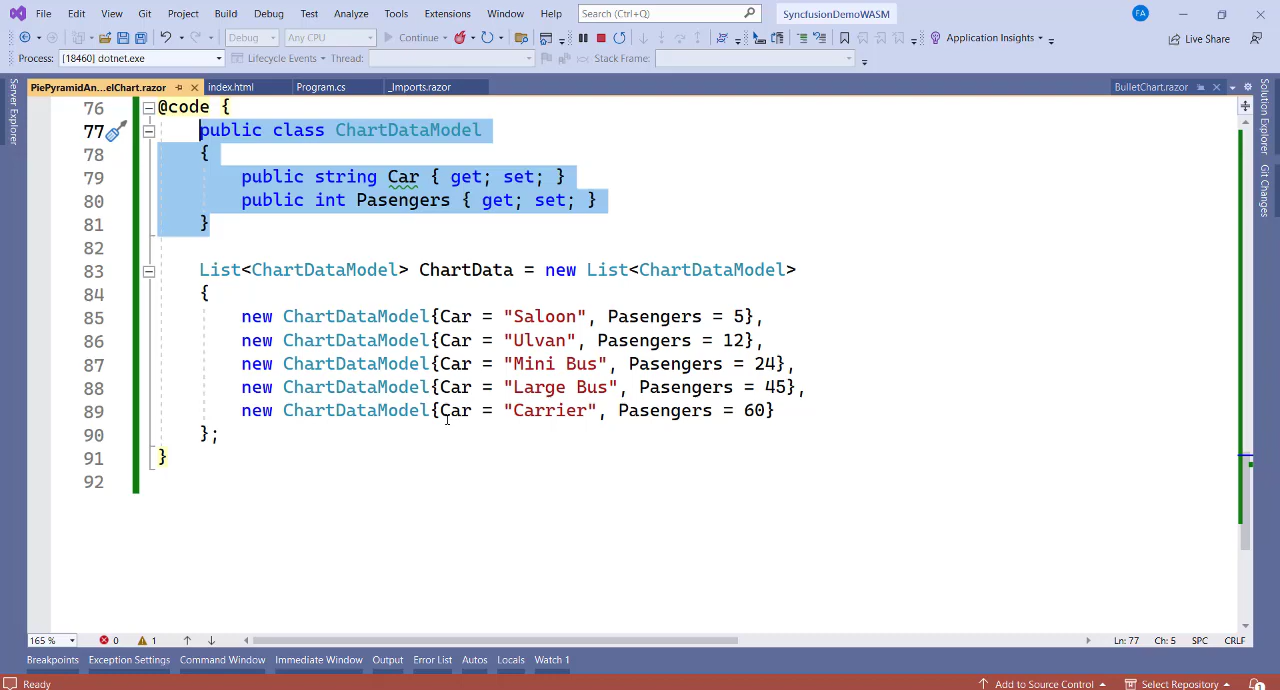 File Edit View Git Project Build Debug Test Analyze Tools Extensions Window Help Search (Ctrl+Q) SyncfusionDemoWASM FA
Debug Any CPU Continue Application Insights Live Share
Process: [18460] dotnet.exe Lifecycle Events Thread: Stack Frame:
PiePyramidAn...elChart.razor index.html Program.cs _Imports.razor BulletChart.razor
Server Explorer
Solution Explorer
Git Changes
76 @code {
77 public class ChartDataModel
78 {
79 public string Car { get; set; }
80 public int Pasengers { get; set; }
81 }
82
83 List<ChartDataModel> ChartData = new List<ChartDataModel>
84 {
85 new ChartDataModel{Car = "Saloon", Pasengers = 5},
86 new ChartDataModel{Car = "Ulvan", Pasengers = 12},
87 new ChartDataModel{Car = "Mini Bus", Pasengers = 24},
88 new ChartDataModel{Car = "Large Bus", Pasengers = 45},
89 new ChartDataModel{Car = "Carrier", Pasengers = 60}
90 };
91 }
92
165 % 0 1 Ln: 77 Ch: 5 SPC CRLF
Breakpoints Exception Settings Command Window Immediate Window Output Error List Autos Locals Watch 1
Ready Add to Source Control Select Repository 1